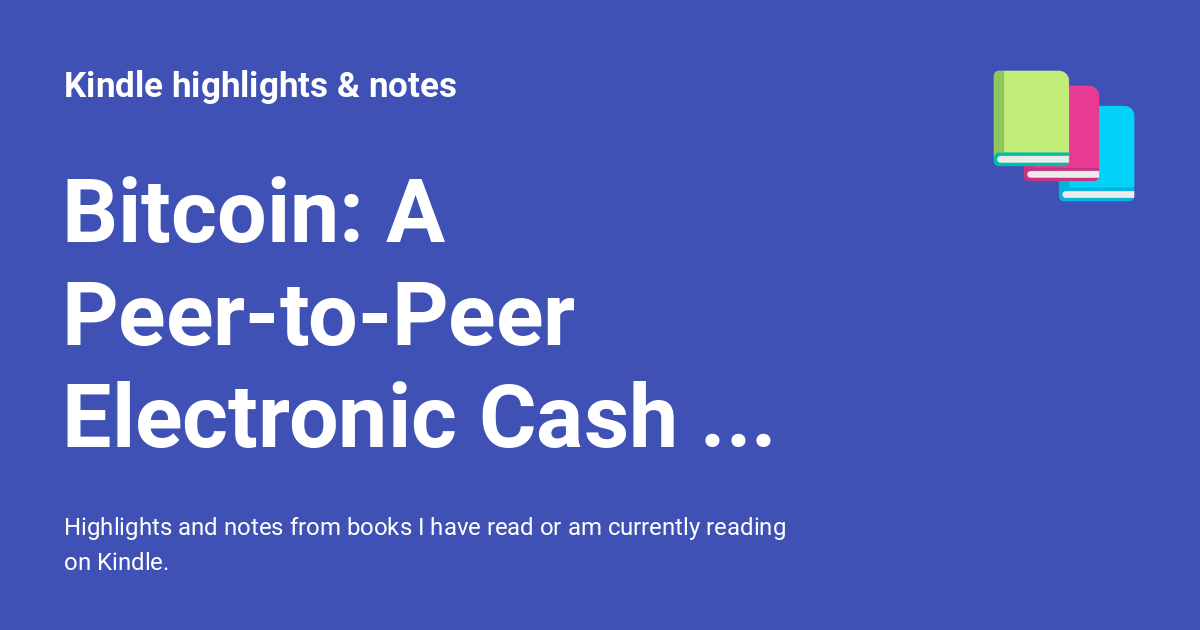 Kindle highlights & notes
Bitcoin: A
Peer-to-Peer
Electronic Cash ...
Highlights and notes from books I have read or am currently reading
on Kindle.